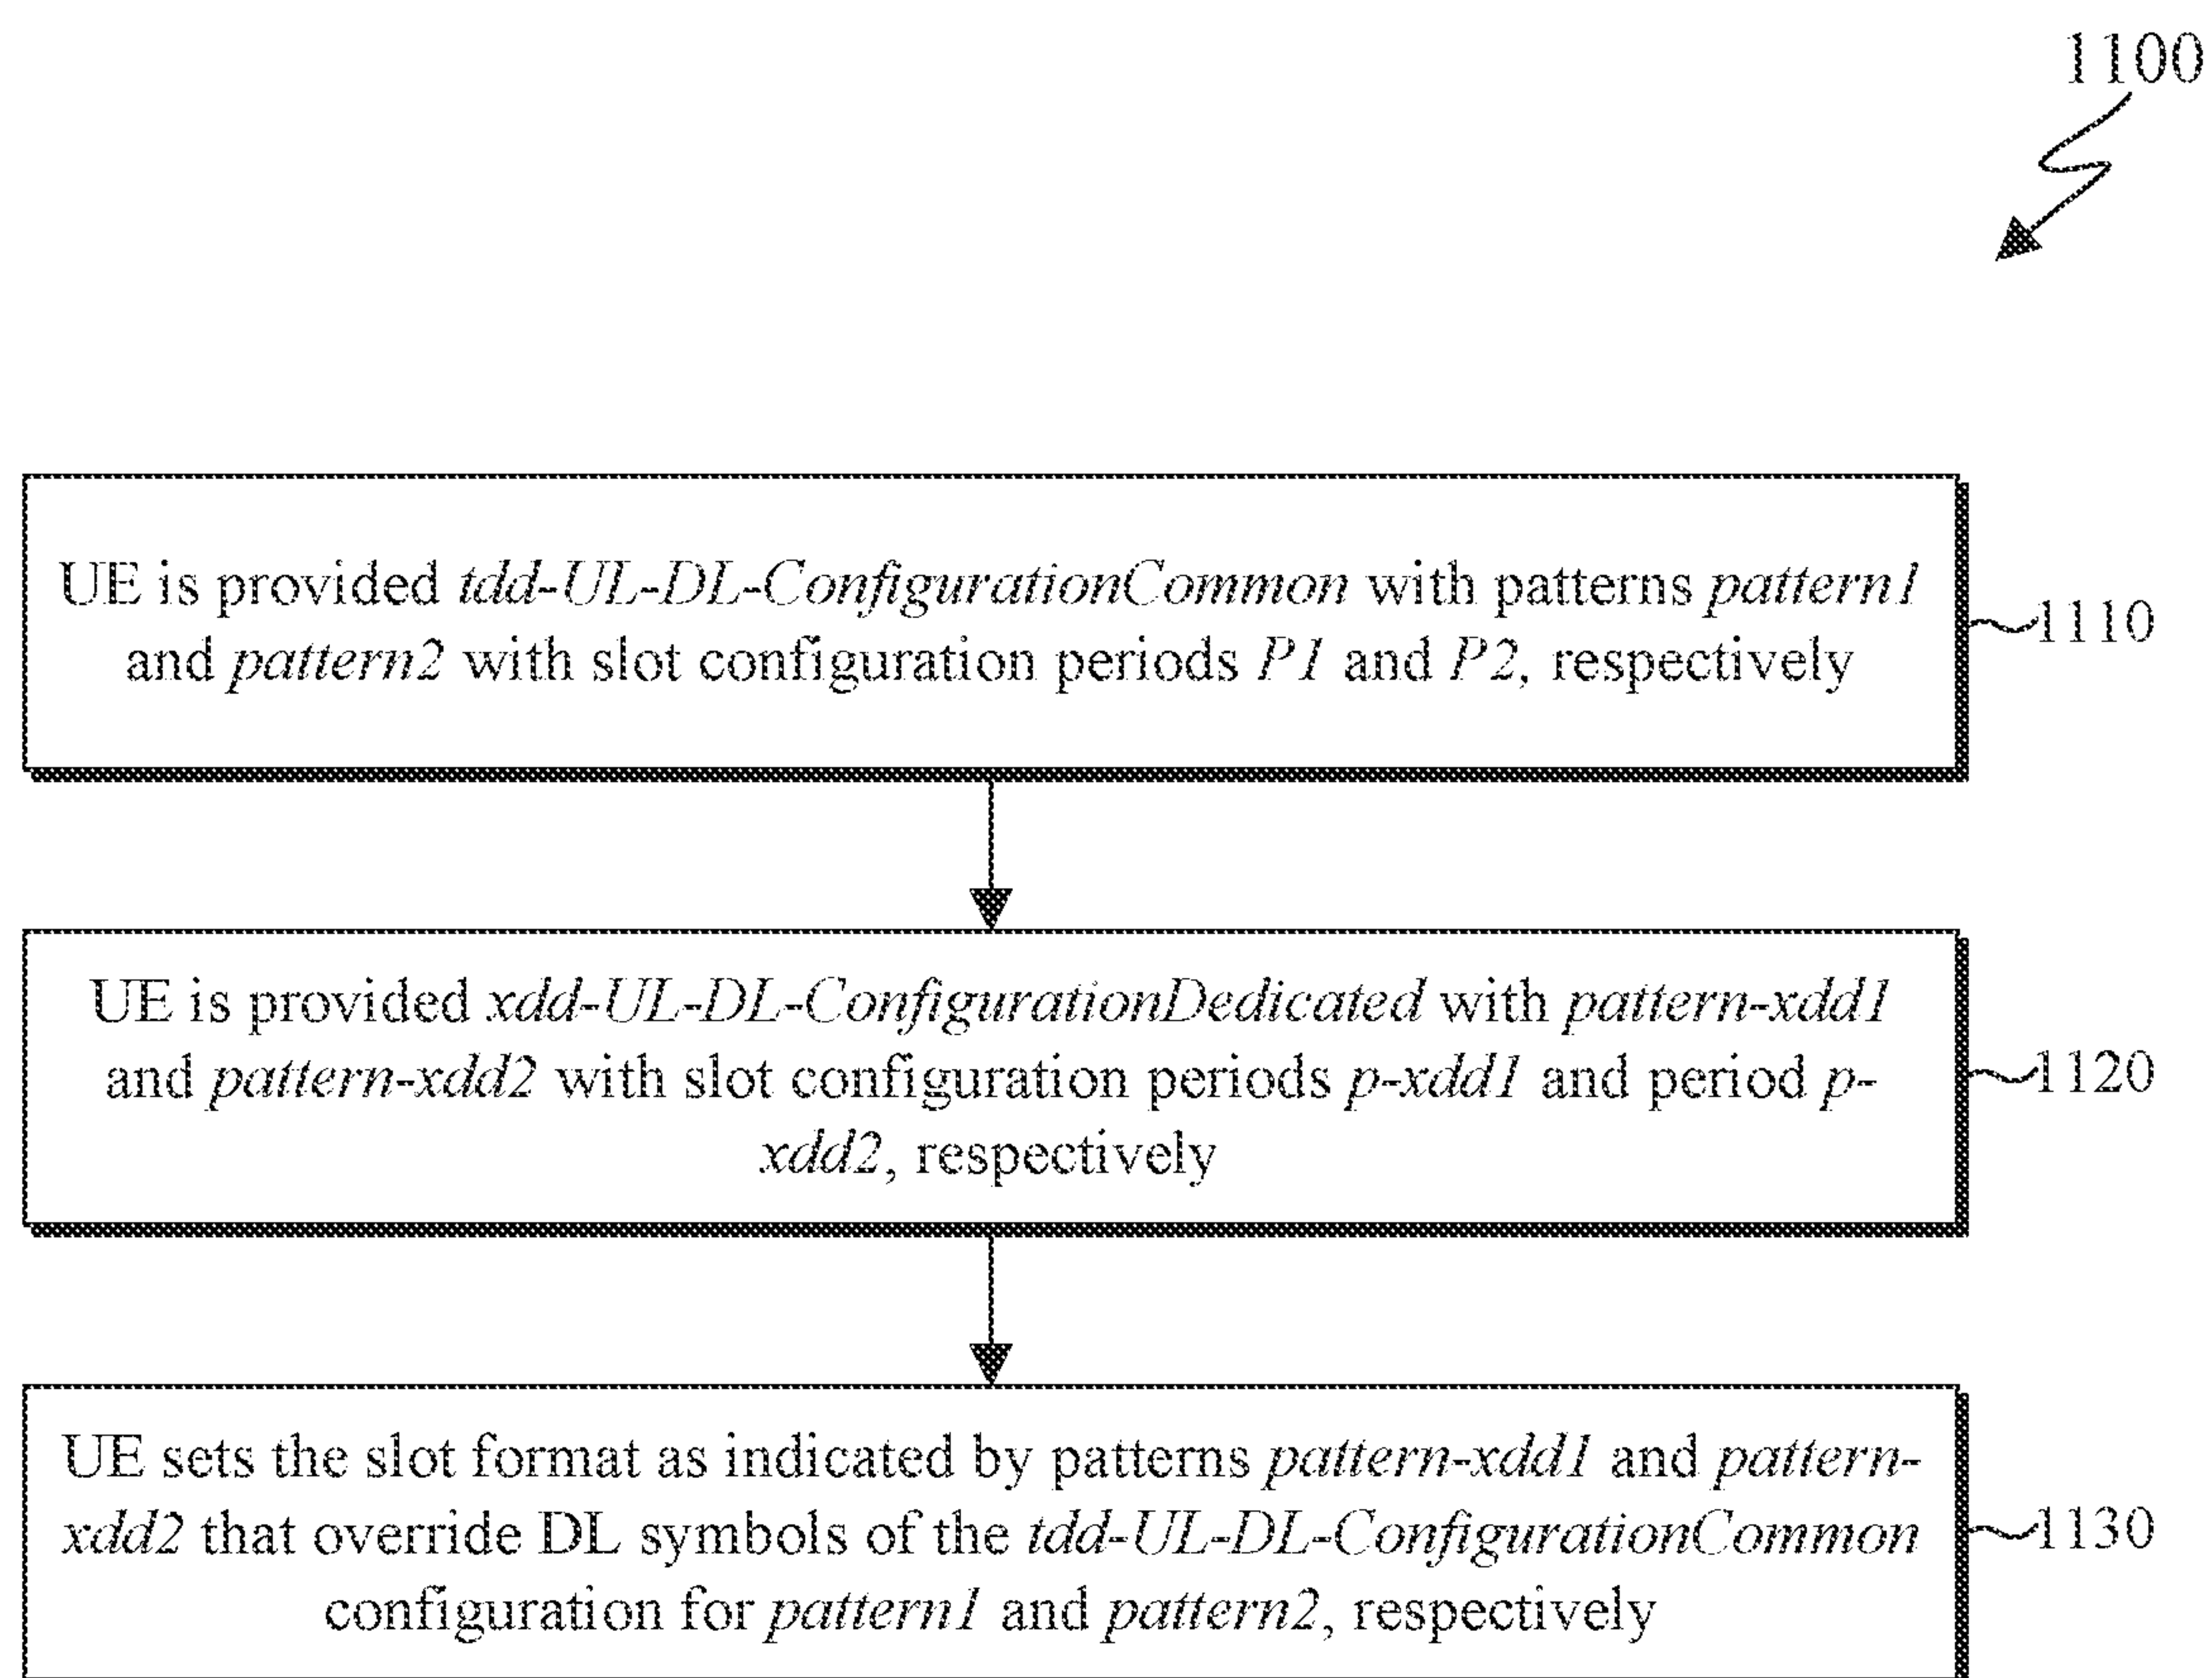 1100
UE is provided tdd-UL-DL-ConfigurationCommon with patterns pattern1
and pattern2 with slot configuration periods P1 and P2, respectively
1110
UE is provided xdd-UL-DL-ConfigurationDedicated with pattern-xdd1
and pattern-xdd2 with slot configuration periods p-xdd1 and period p-
xdd2, respectively
1120
UE sets the slot format as indicated by patterns pattern-xdd1 and pattern-
xdd2 that override DL symbols of the tdd-UL-DL-ConfigurationCommon
configuration for pattern1 and pattern2, respectively
1130